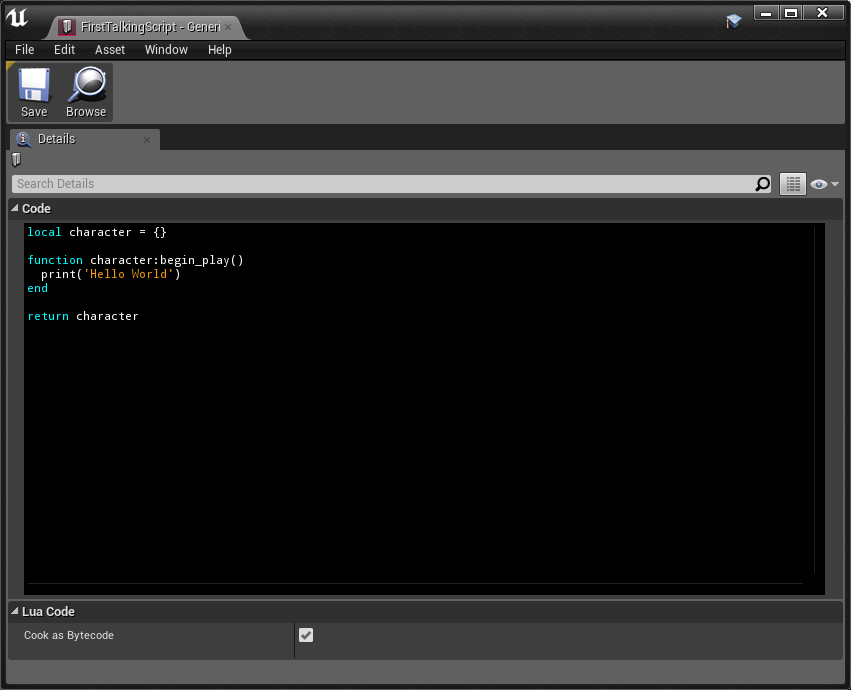 FirstTalkingScript - Generi
File Edit Asset Window Help
Save Browse
Details
Search Details
Code
local character = {}
function character:begin_play()
  print('Hello World')
end
return character
Lua Code
Cook as Bytecode